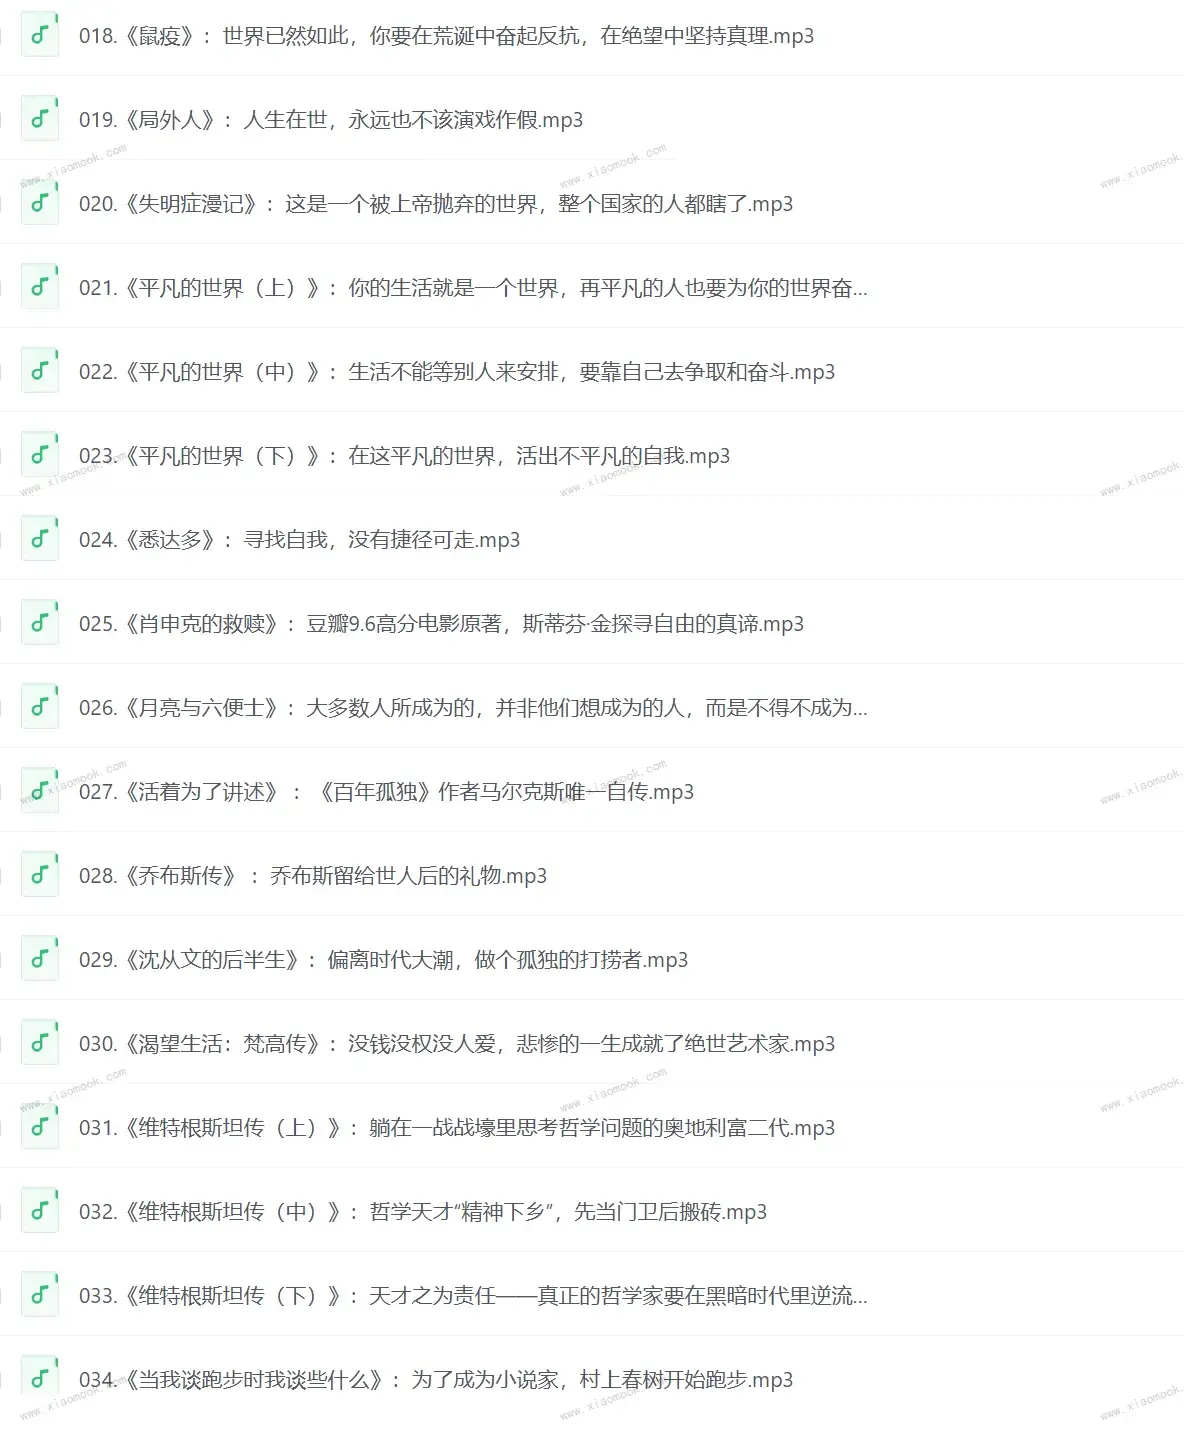 018.《鼠疫》：世界已然如此，你要在荒诞中奋起反抗，在绝望中坚持真理.mp3
019.《局外人》：人生在世，永远也不该演戏作假.mp3
www.xiaomook.com www.xiaomook.com www.xiaomook.
020.《失明症漫记》：这是一个被上帝抛弃的世界，整个国家的人都瞎了.mp3
021.《平凡的世界（上）》：你的生活就是一个世界，再平凡的人也要为你的世界奋...
022.《平凡的世界（中）》：生活不能等别人来安排，要靠自己去争取和奋斗.mp3
023.《平凡的世界（下）》：在这平凡的世界，活出不平凡的自我.mp3
www.xiaomook.com www.xiaomook.com www.xiaomook.
024.《悉达多》：寻找自我，没有捷径可走.mp3
025.《肖申克的救赎》：豆瓣9.6高分电影原著，斯蒂芬·金探寻自由的真谛.mp3
026.《月亮与六便士》：大多数人所成为的，并非他们想成为的人，而是不得不成为...
www.xiaomook.com www.xiaomook.com www.xiaomook.
027.《活着为了讲述》 ：《百年孤独》作者马尔克斯唯一自传.mp3
028.《乔布斯传》 ：乔布斯留给世人后的礼物.mp3
029.《沈从文的后半生》：偏离时代大潮，做个孤独的打捞者.mp3
030.《渴望生活：梵高传》：没钱没权没人爱，悲惨的一生成就了绝世艺术家.mp3
www.xiaomook.com www.xiaomook.com www.xiaomook.
031.《维特根斯坦传（上）》：躺在一战战壕里思考哲学问题的奥地利富二代.mp3
032.《维特根斯坦传（中）》：哲学天才“精神下乡”，先当门卫后搬砖.mp3
033.《维特根斯坦传（下）》：天才之为责任——真正的哲学家要在黑暗时代里逆流...
034.《当我谈跑步时我谈些什么》：为了成为小说家，村上春树开始跑步.mp3
www.xiaomook.com www.xiaomook.com www.xiaomook.